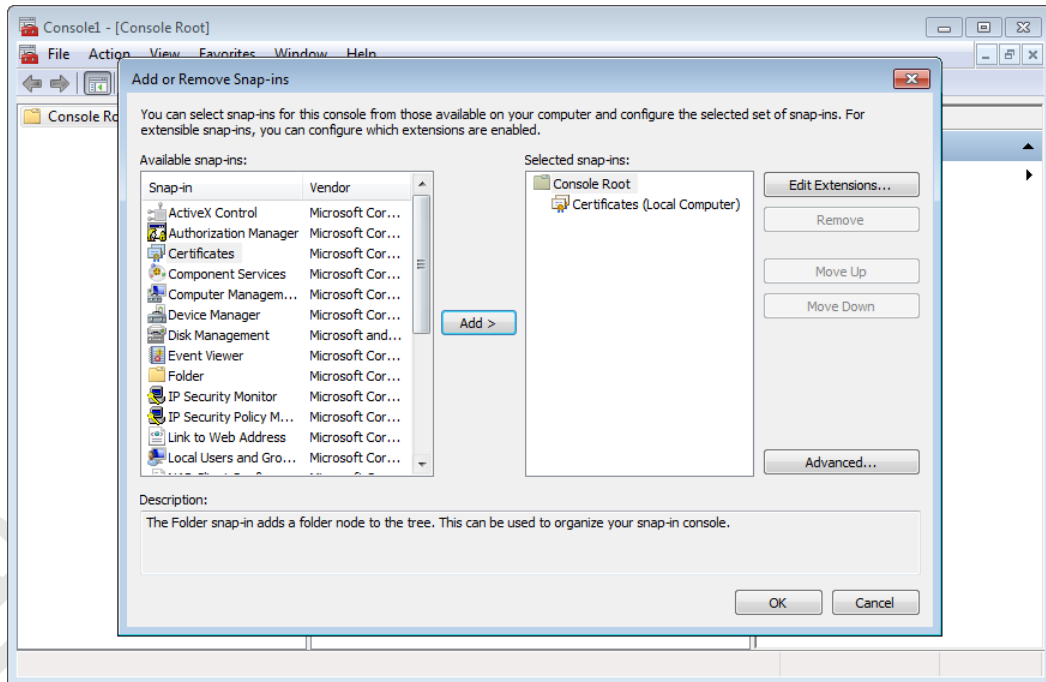 Console1 - [Console Root]
File Action View Favorites Window Help
Console Ro
Add or Remove Snap-ins
You can select snap-ins for this console from those available on your computer and configure the selected set of snap-ins. For
extensible snap-ins, you can configure which extensions are enabled.
Available snap-ins:
Snap-in Vendor
ActiveX Control Microsoft Cor...
Authorization Manager Microsoft Cor...
Certificates Microsoft Cor...
Component Services Microsoft Cor...
Computer Managem... Microsoft Cor...
Device Manager Microsoft Cor...
Disk Management Microsoft and...
Event Viewer Microsoft Cor...
Folder Microsoft Cor...
IP Security Monitor Microsoft Cor...
IP Security Policy M... Microsoft Cor...
Link to Web Address Microsoft Cor...
Local Users and Gro... Microsoft Cor...
Add >
Selected snap-ins:
Console Root
Certificates (Local Computer)
Edit Extensions...
Remove
Move Up
Move Down
Advanced...
Description:
The Folder snap-in adds a folder node to the tree. This can be used to organize your snap-in console.
OK
Cancel